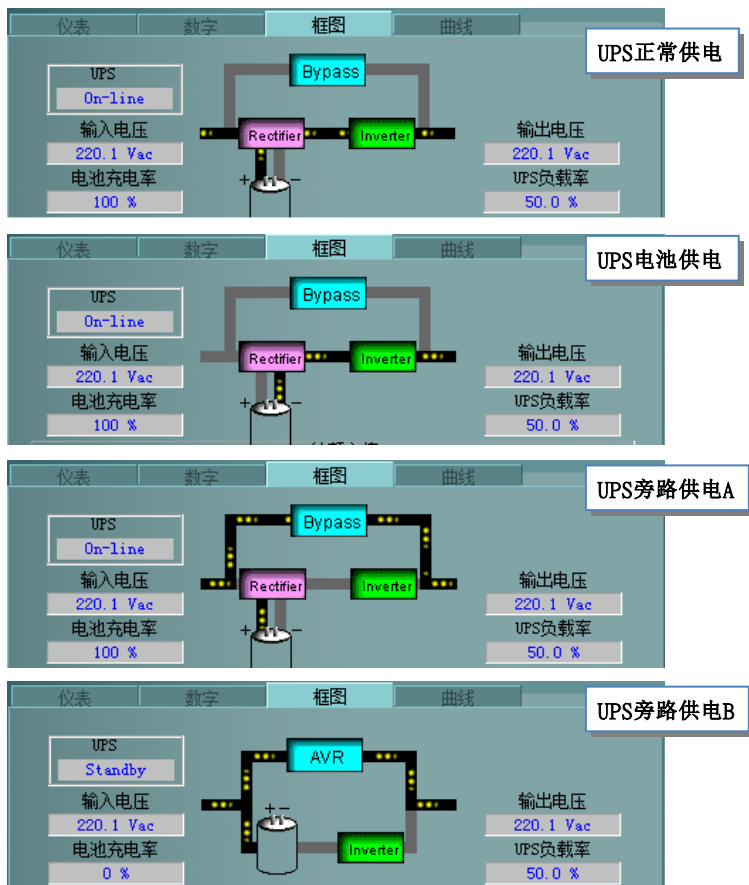 仪表 数字 框图 曲线
UPS正常供电
UPS
On-line
Bypass
输入电压
220.1 Vac
Rectifier
Inverter
输出电压
220.1 Vac
电池充电率
100 %
+ −
UPS负载率
50.0 %
仪表 数字 框图 曲线
UPS电池供电
UPS
On-line
Bypass
输入电压
220.1 Vac
Rectifier
Inverter
输出电压
220.1 Vac
电池充电率
100 %
+ −
UPS负载率
50.0 %
仪表 数字 框图 曲线
UPS旁路供电A
UPS
On-line
Bypass
输入电压
220.1 Vac
Rectifier
Inverter
输出电压
220.1 Vac
电池充电率
100 %
+ −
UPS负载率
50.0 %
仪表 数字 框图 曲线
UPS旁路供电B
UPS
Standby
AVR
输入电压
220.1 Vac
+ −
Inverter
输出电压
220.1 Vac
电池充电率
0 %
UPS负载率
50.0 %